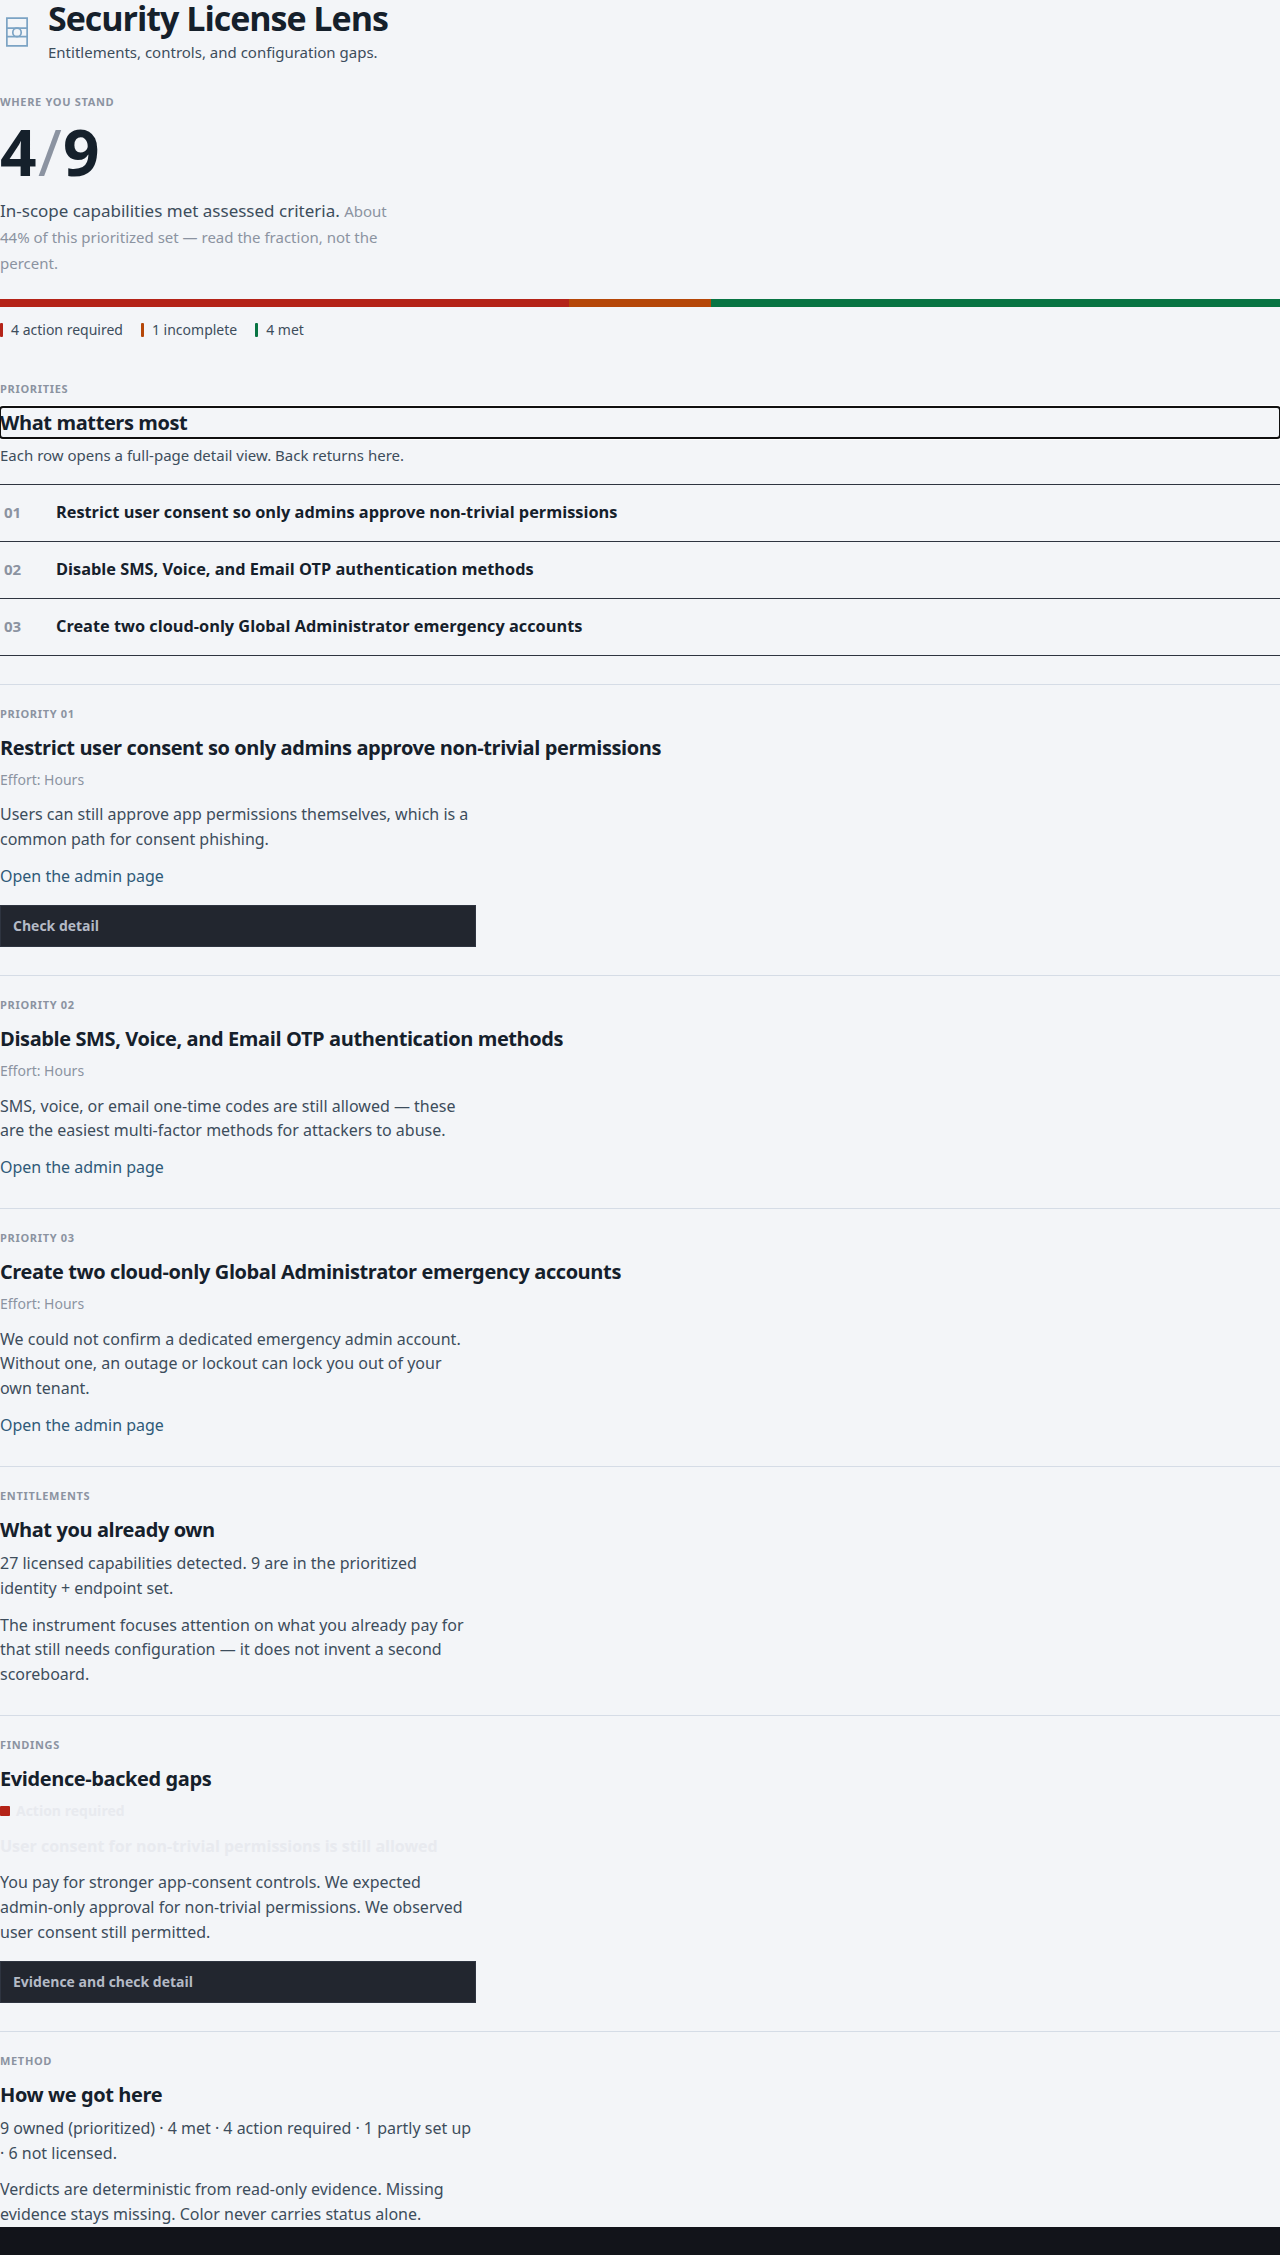 Security License Lens
Entitlements, controls, and configuration gaps.
WHERE YOU STAND
4/9
In-scope capabilities met assessed criteria. About
44% of this prioritized set — read the fraction, not the
percent.
4 action required
1 incomplete
4 met
PRIORITIES
What matters most
Each row opens a full-page detail view. Back returns here.
01 Restrict user consent so only admins approve non-trivial permissions
02 Disable SMS, Voice, and Email OTP authentication methods
03 Create two cloud-only Global Administrator emergency accounts
PRIORITY 01
Restrict user consent so only admins approve non-trivial permissions
Effort: Hours
Users can still approve app permissions themselves, which is a
common path for consent phishing.
Open the admin page
Check detail
PRIORITY 02
Disable SMS, Voice, and Email OTP authentication methods
Effort: Hours
SMS, voice, or email one-time codes are still allowed — these
are the easiest multi-factor methods for attackers to abuse.
Open the admin page
PRIORITY 03
Create two cloud-only Global Administrator emergency accounts
Effort: Hours
We could not confirm a dedicated emergency admin account.
Without one, an outage or lockout can lock you out of your
own tenant.
Open the admin page
ENTITLEMENTS
What you already own
27 licensed capabilities detected. 9 are in the prioritized
identity + endpoint set.
The instrument focuses attention on what you already pay for
that still needs configuration — it does not invent a second
scoreboard.
FINDINGS
Evidence-backed gaps
Action required
User consent for non-trivial permissions is still allowed
You pay for stronger app-consent controls. We expected
admin-only approval for non-trivial permissions. We observed
user consent still permitted.
Evidence and check detail
METHOD
How we got here
9 owned (prioritized) · 4 met · 4 action required · 1 partly set up
· 6 not licensed.
Verdicts are deterministic from read-only evidence. Missing
evidence stays missing. Color never carries status alone.